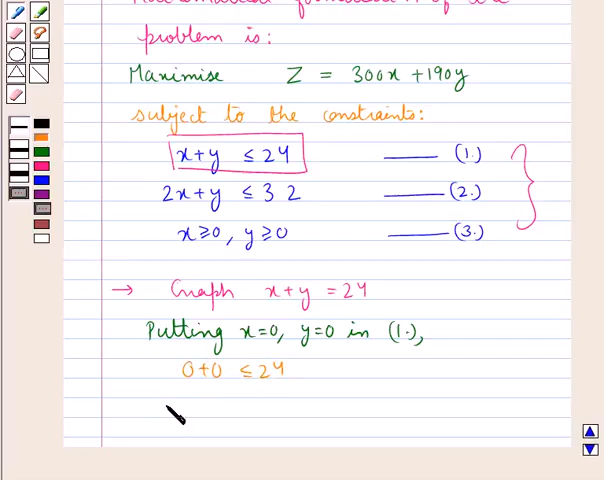 problem is:
Maximise Z = 300x + 190y
subject to the constraints:
x + y ≤ 24 —— (1.)
2x + y ≤ 32 —— (2.)
x ≥ 0, y ≥ 0 —— (3.)
→ Graph x + y = 24
Putting x=0, y=0 in (1.),
0+0 ≤ 24